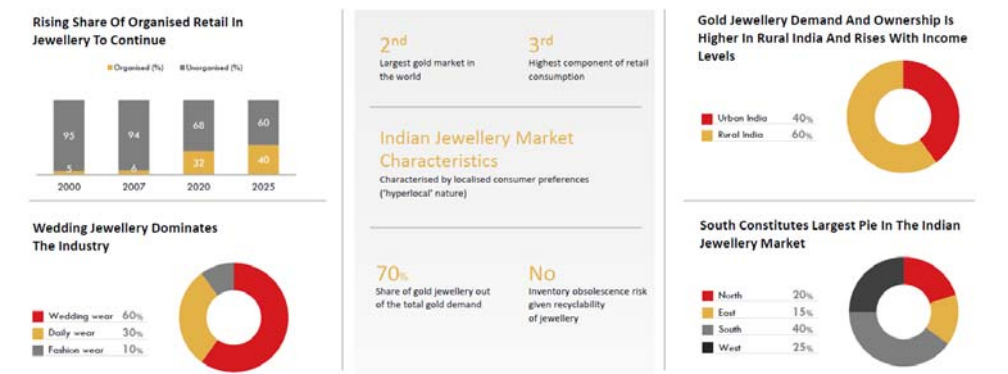 Rising Share Of Organised Retail In
Jewellery To Continue
Organised (%) Unorganised (%)
95 94 68 60
5 6 32 40
2000 2007 2020 2025
Wedding Jewellery Dominates
The Industry
Wedding wear 60%
Daily wear 30%
Fashion wear 10%
2nd
Largest gold market in
the world
3rd
Highest component of retail
consumption
Indian Jewellery Market
Characteristics
Characterised by localised consumer preferences
('hyperlocal' nature)
70%
Share of gold jewellery out
of the total gold demand
No
Inventory obsolescence risk
given recyclability
of jewellery
Gold Jewellery Demand And Ownership Is
Higher In Rural India And Rises With Income
Levels
Urban India 40%
Rural India 60%
South Constitutes Largest Pie In The Indian
Jewellery Market
North 20%
East 15%
South 40%
West 25%